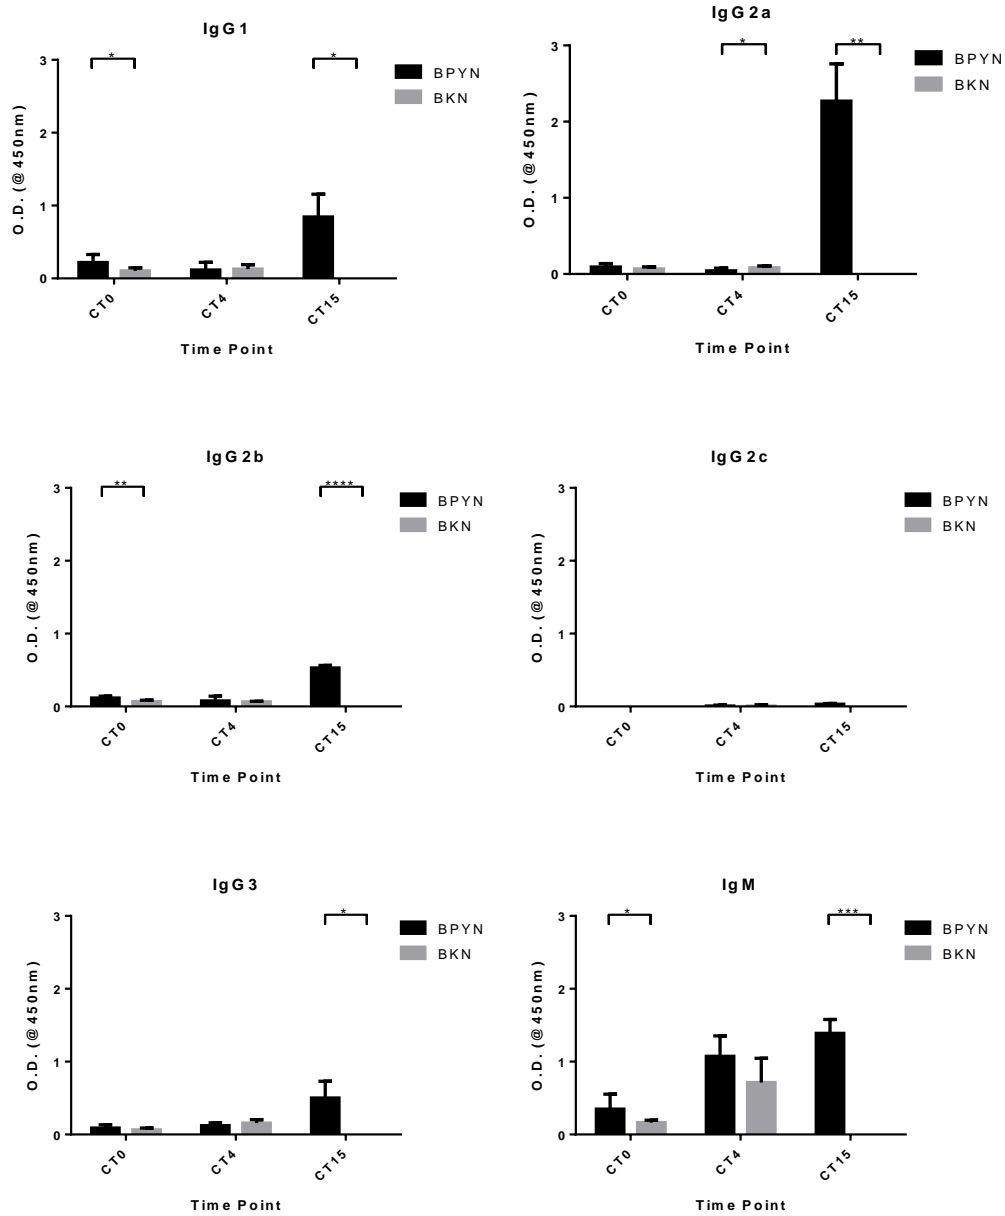 IgG1
*
*
3
2
1
0
O.D. (@450nm)
BPYN
BKN
CT0
CT4
CT15
Time Point
IgG2a
*
**
3
2
1
0
O.D. (@450nm)
BPYN
BKN
CT0
CT4
CT15
Time Point
IgG2b
**
****
3
2
1
0
O.D. (@450nm)
BPYN
BKN
CT0
CT4
CT15
Time Point
IgG2c
3
2
1
0
O.D. (@450nm)
BPYN
BKN
CT0
CT4
CT15
Time Point
IgG3
*
3
2
1
0
O.D. (@450nm)
BPYN
BKN
CT0
CT4
CT15
Time Point
IgM
*
***
3
2
1
0
O.D. (@450nm)
BPYN
BKN
CT0
CT4
CT15
Time Point